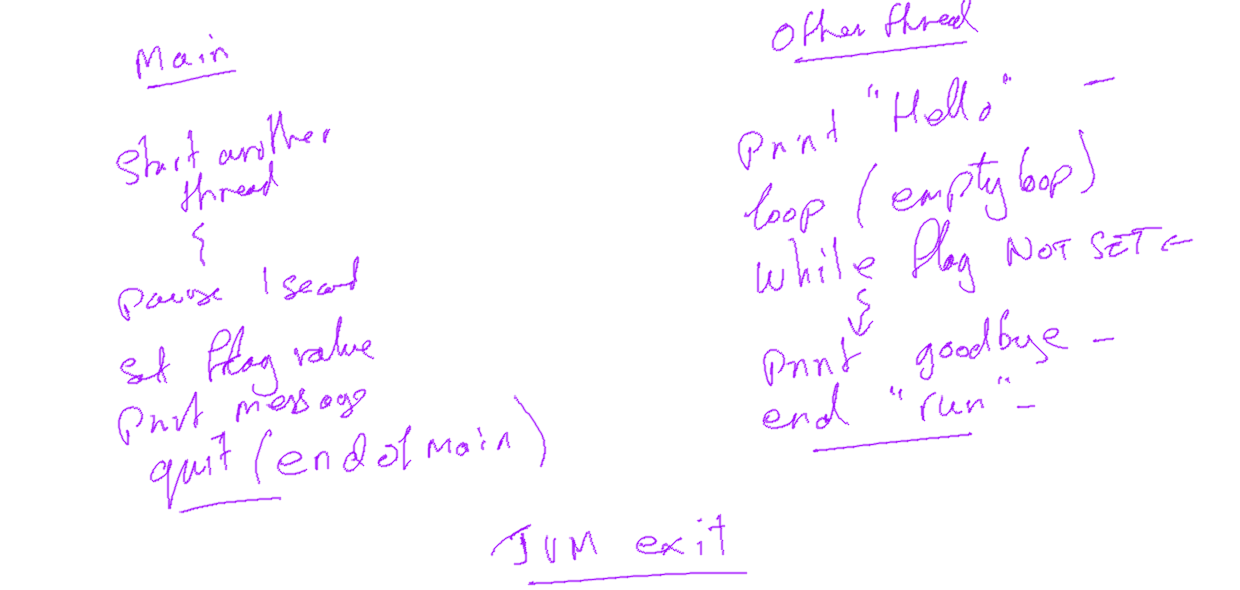 Main
Start another
thread
{
pause 1 second
set flag value
Print message
quit (end of main)
Other thread
Print "Hello" —
loop (empty loop)
while flag NOT SET ←
Print goodbye —
end "run" —
JVM exit